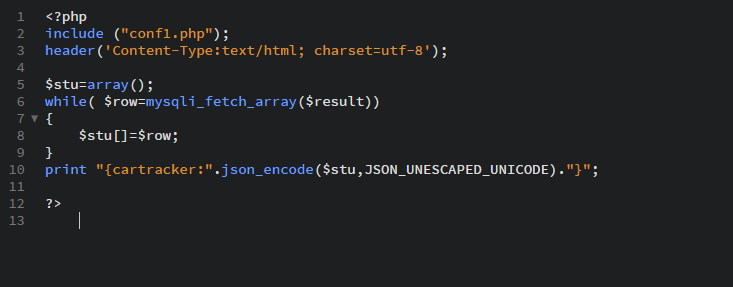 1 <?php
2 include ("conf1.php");
3 header('Content-Type:text/html; charset=utf-8');
4
5 $stu=array();
6 while( $row=mysqli_fetch_array($result))
7 {
8 $stu[]=$row;
9 }
10 print "{cartracker:".json_encode($stu,JSON_UNESCAPED_UNICODE)."}";
11
12 ?>
13